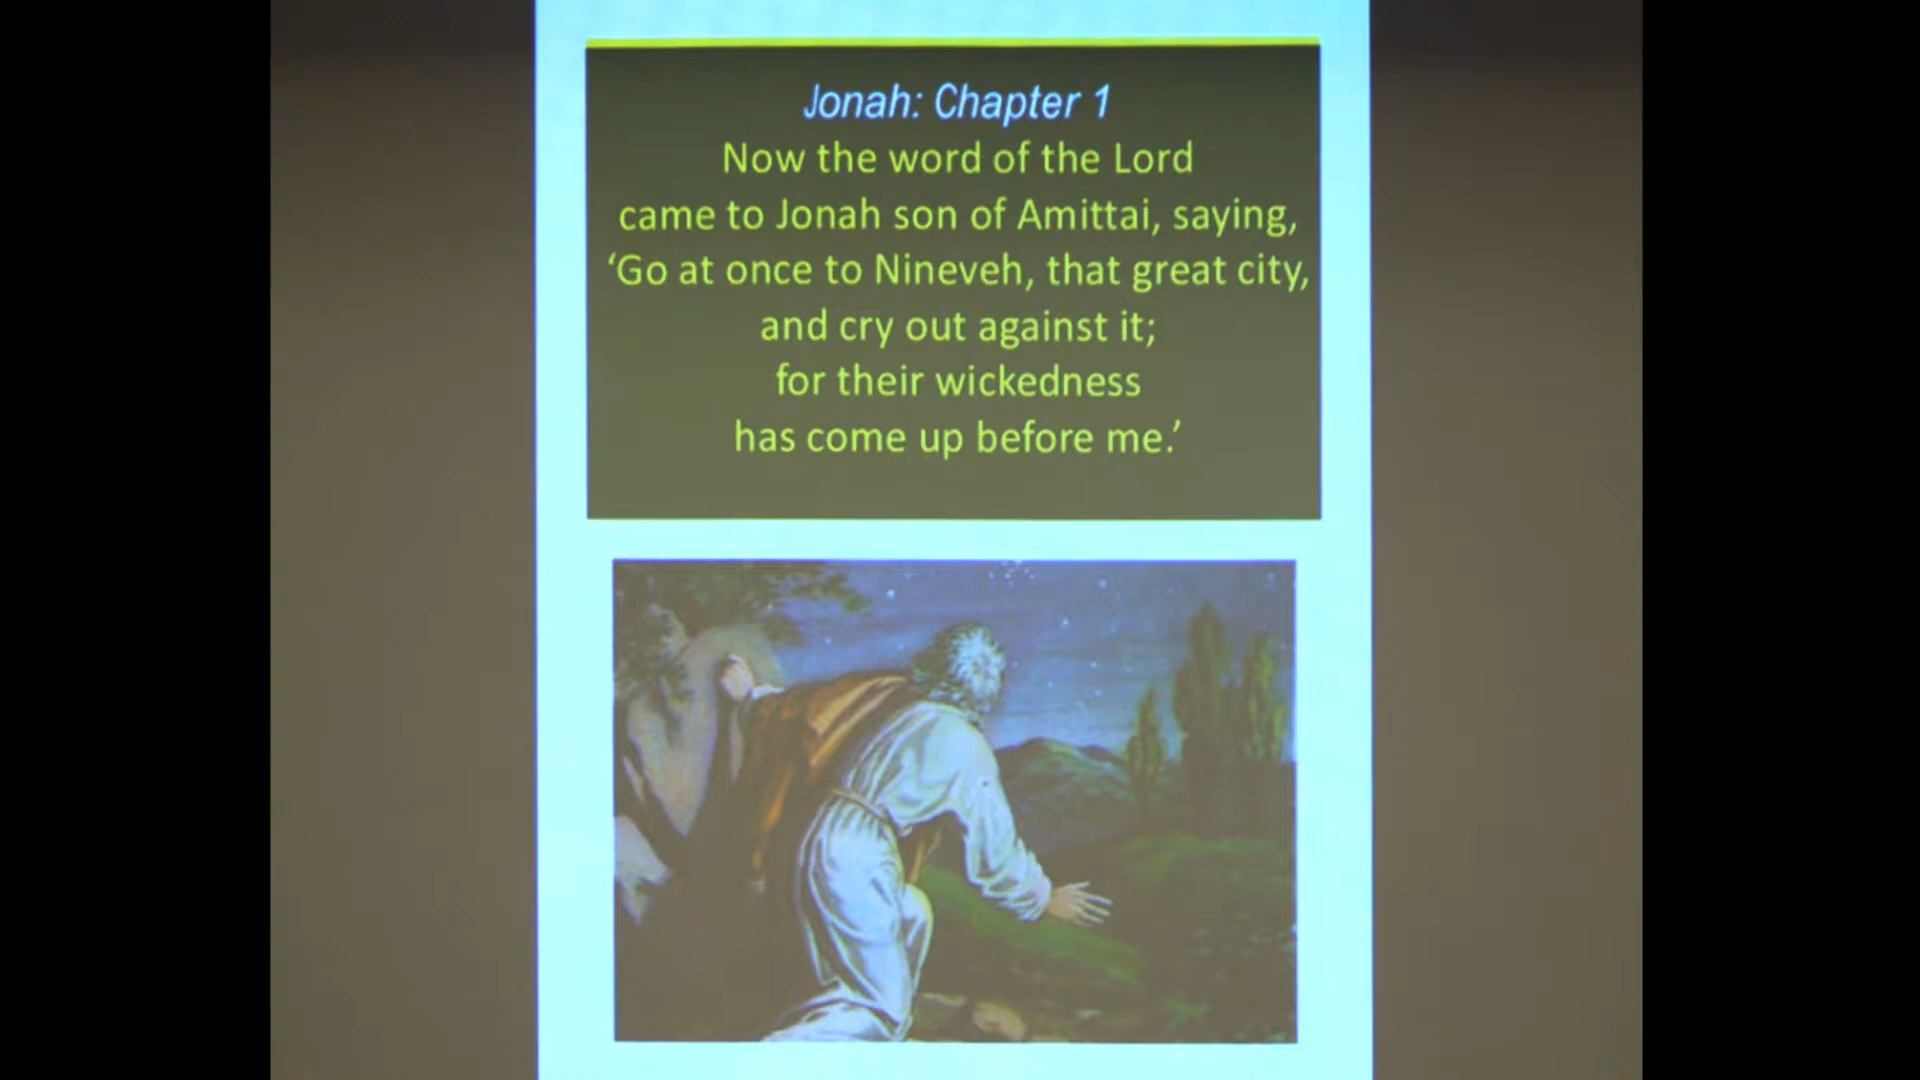 Jonah: Chapter 1
Now the word of the Lord
came to Jonah son of Amittai, saying,
‘Go at once to Nineveh, that great city,
and cry out against it;
for their wickedness
has come up before me.’